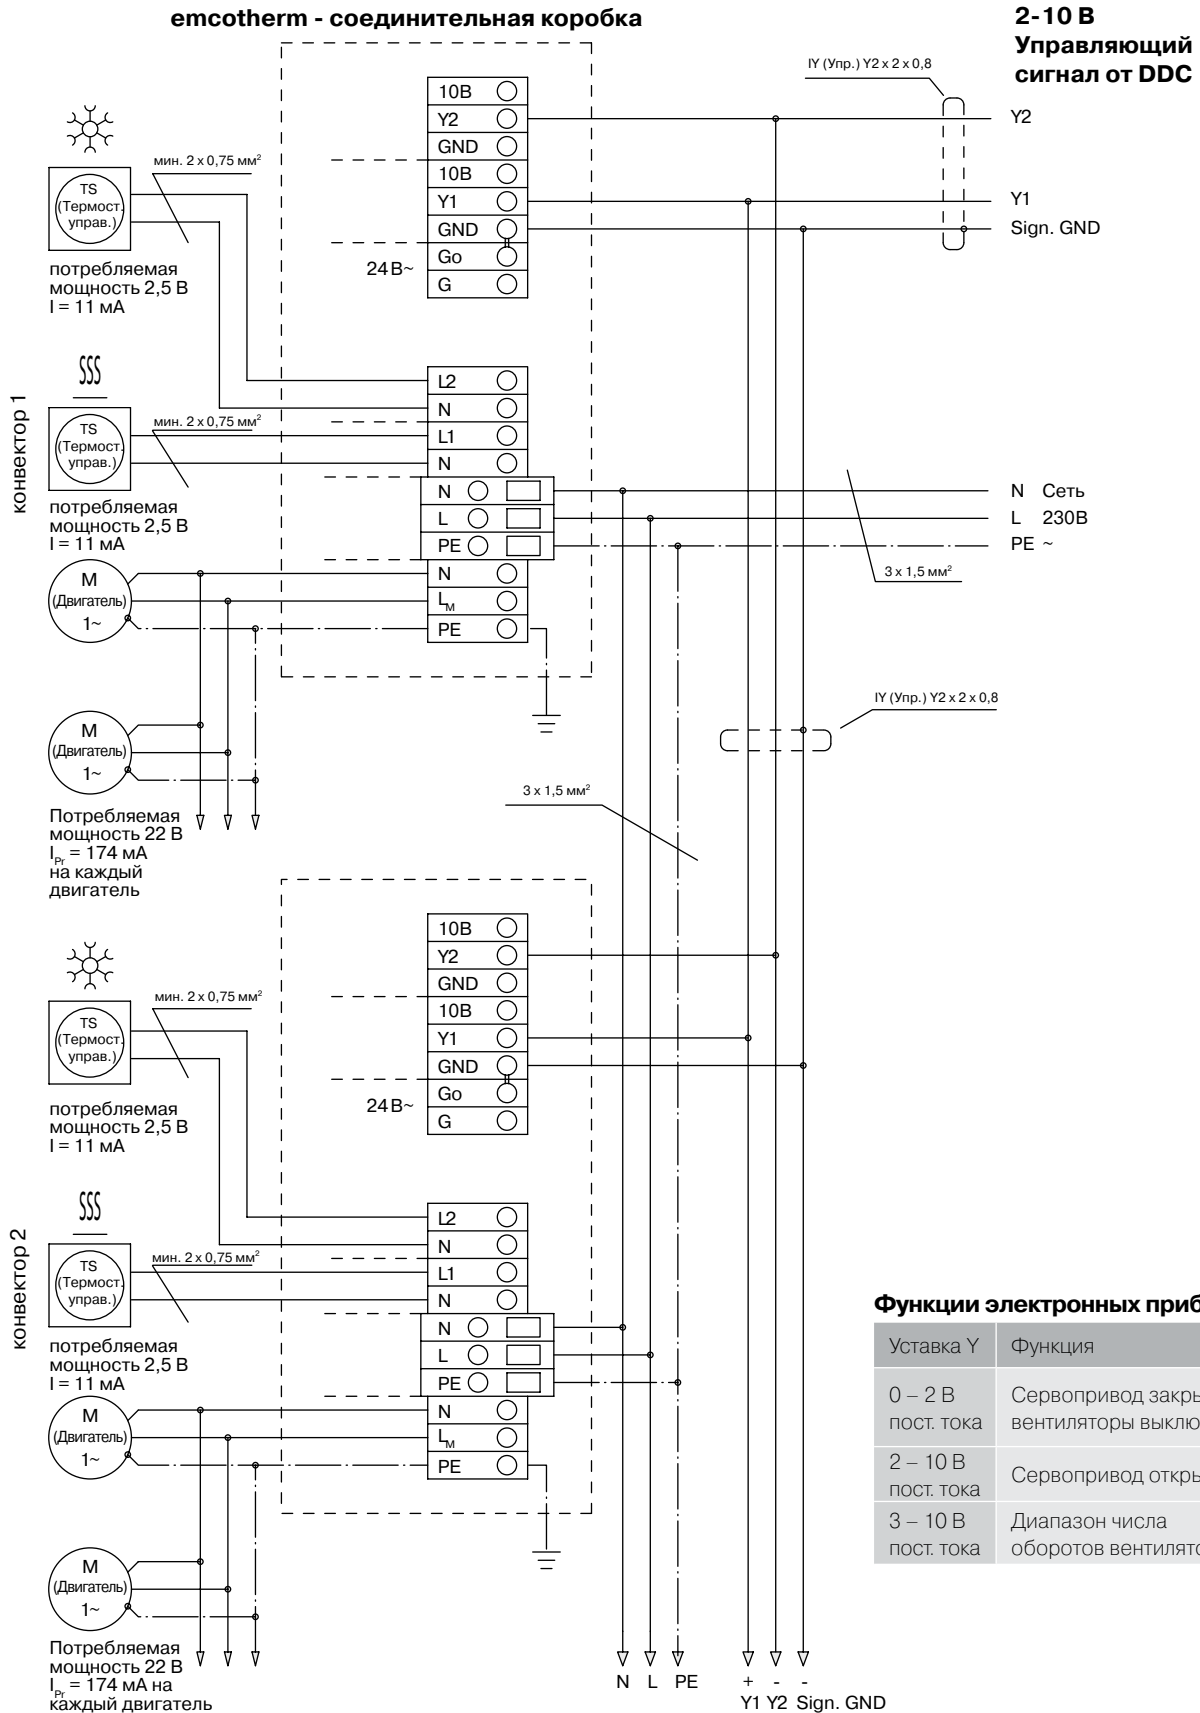 emcotherm - соединительная коробка
2-10 В
Управляющий
сигнал от DDC
IY (Упр.) Y2 x 2 x 0,8
10В
Y2
GND
10В
Y1
GND
Go
G
24 В~
Y2
Y1
Sign. GND
мин. 2 x 0,75 мм²
TS
(Термост.
управ.)
потребляемая
мощность 2,5 В
I = 11 мА
конвектор 1
мин. 2 x 0,75 мм²
TS
(Термост.
управ.)
потребляемая
мощность 2,5 В
I = 11 мА
L2
N
L1
N
N
L
PE
N
LM
PE
N Сеть
L 230В
PE ~
3 x 1,5 мм²
М
(Двигатель)
1~
IY (Упр.) Y2 x 2 x 0,8
М
(Двигатель)
1~
3 x 1,5 мм²
Потребляемая
мощность 22 В
IPr = 174 мА
на каждый
двигатель
10В
Y2
GND
10В
Y1
GND
Go
G
24 В~
мин. 2 x 0,75 мм²
TS
(Термост.
управ.)
потребляемая
мощность 2,5 В
I = 11 мА
конвектор 2
мин. 2 x 0,75 мм²
TS
(Термост.
управ.)
потребляемая
мощность 2,5 В
I = 11 мА
L2
N
L1
N
N
L
PE
N
LM
PE
М
(Двигатель)
1~
М
(Двигатель)
1~
Потребляемая
мощность 22 В
IPr = 174 мА на
каждый двигатель
Функции электронных
Уставка Y Функция
0 – 2 В Сервопривод
пост. тока вентиляторы
2 – 10 В
пост. тока
Сервопривод
3 – 10 В Диапазон числа
пост. тока оборотов
N L PE
+ - -
Y1 Y2 Sign. GND